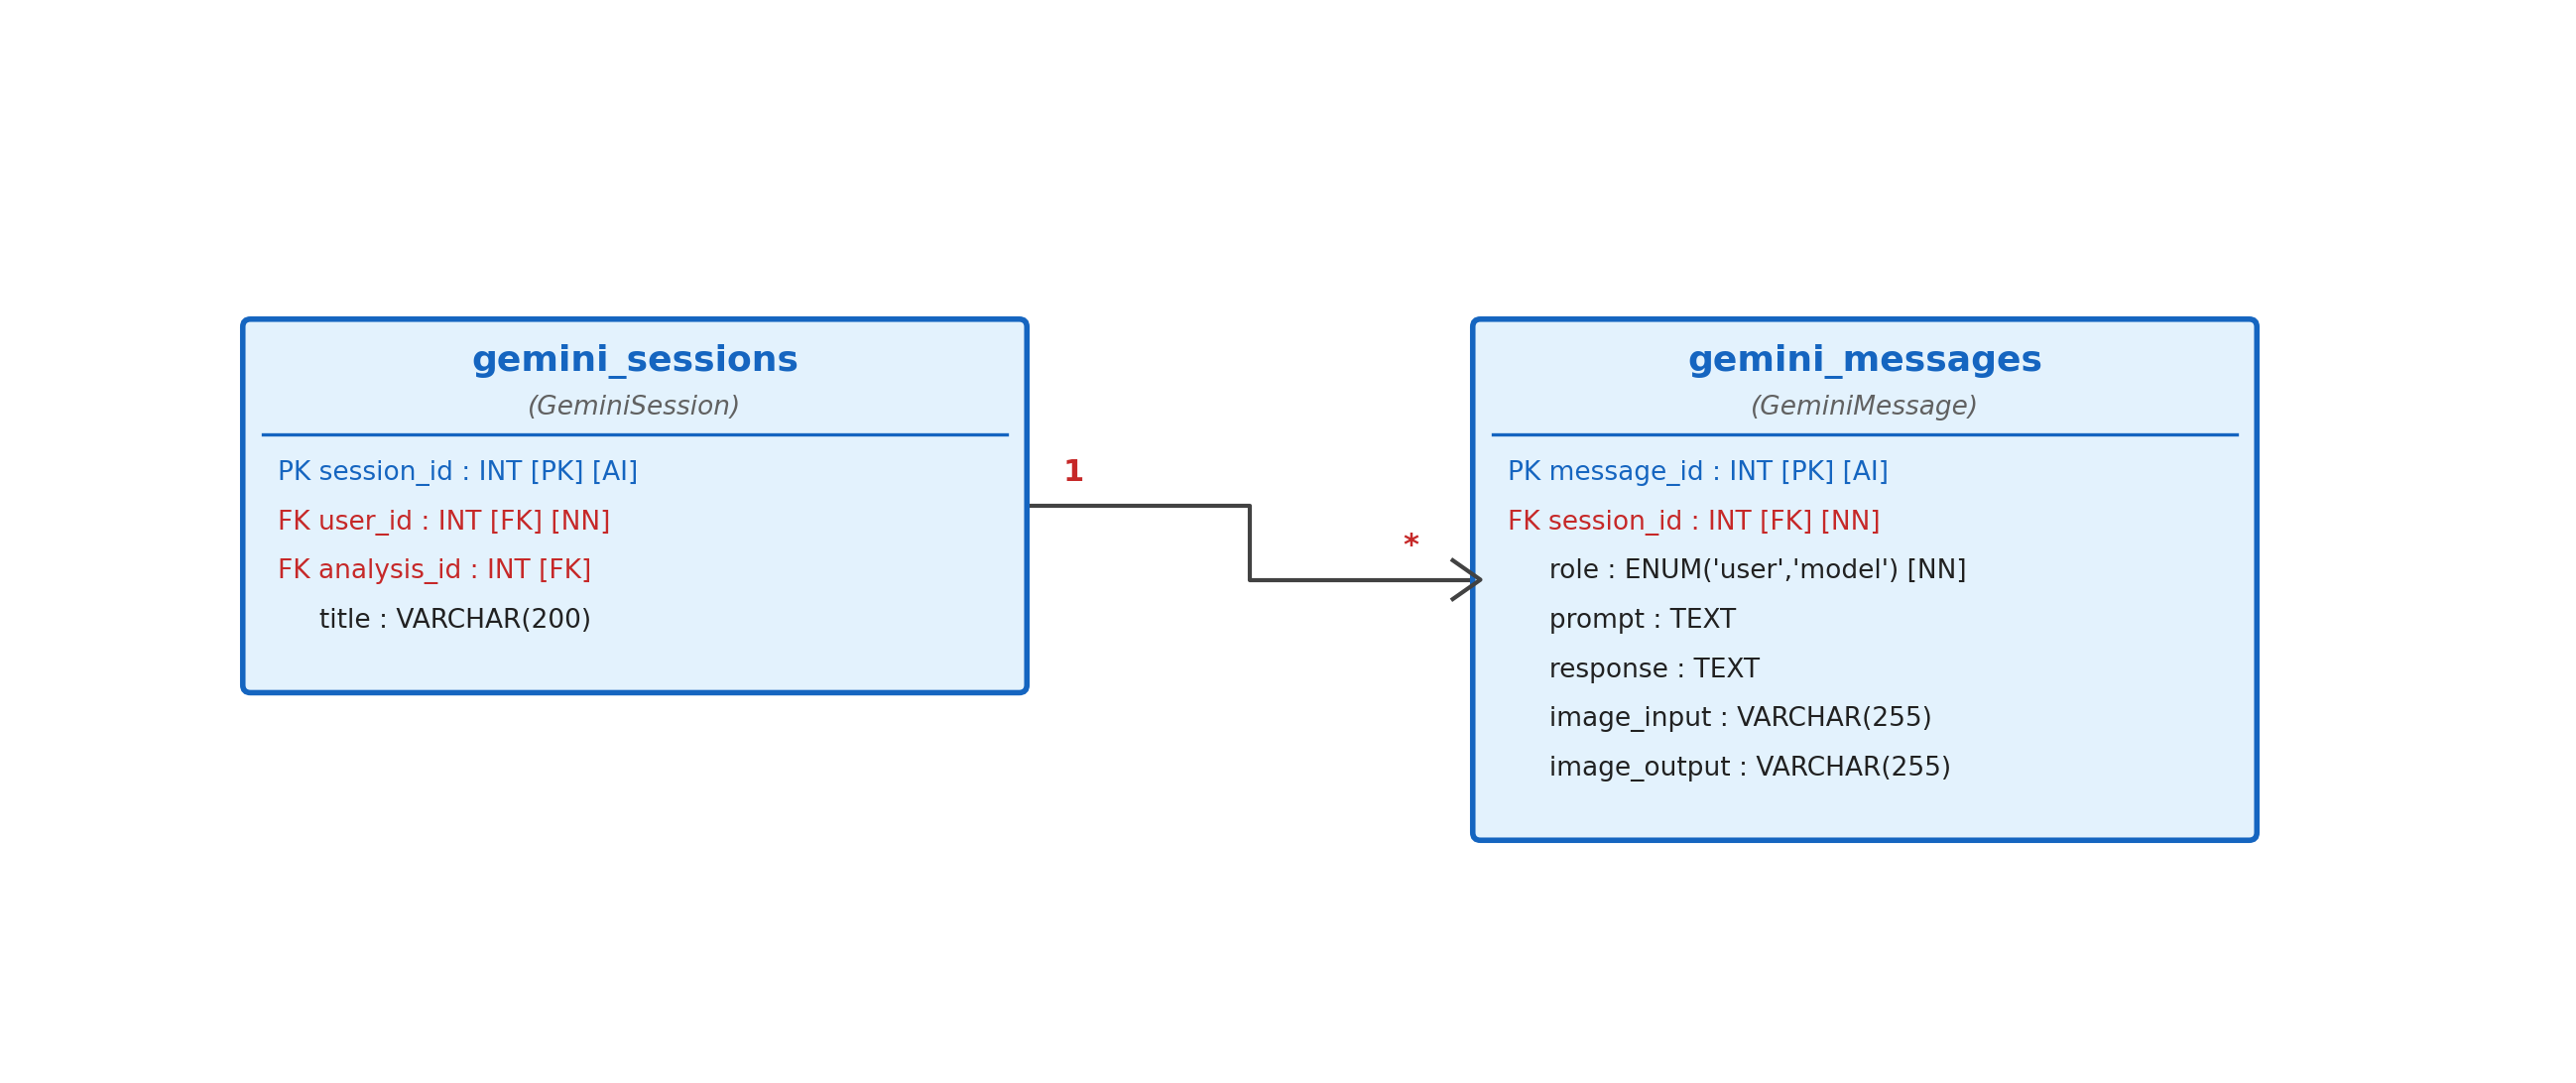 gemini_sessions
(GeminiSession)
PK session_id : INT [PK] [AI]
FK user_id : INT [FK] [NN]
FK analysis_id : INT [FK]
title : VARCHAR(200)
1
*
gemini_messages
(GeminiMessage)
PK message_id : INT [PK] [AI]
FK session_id : INT [FK] [NN]
role : ENUM('user','model') [NN]
prompt : TEXT
response : TEXT
image_input : VARCHAR(255)
image_output : VARCHAR(255)